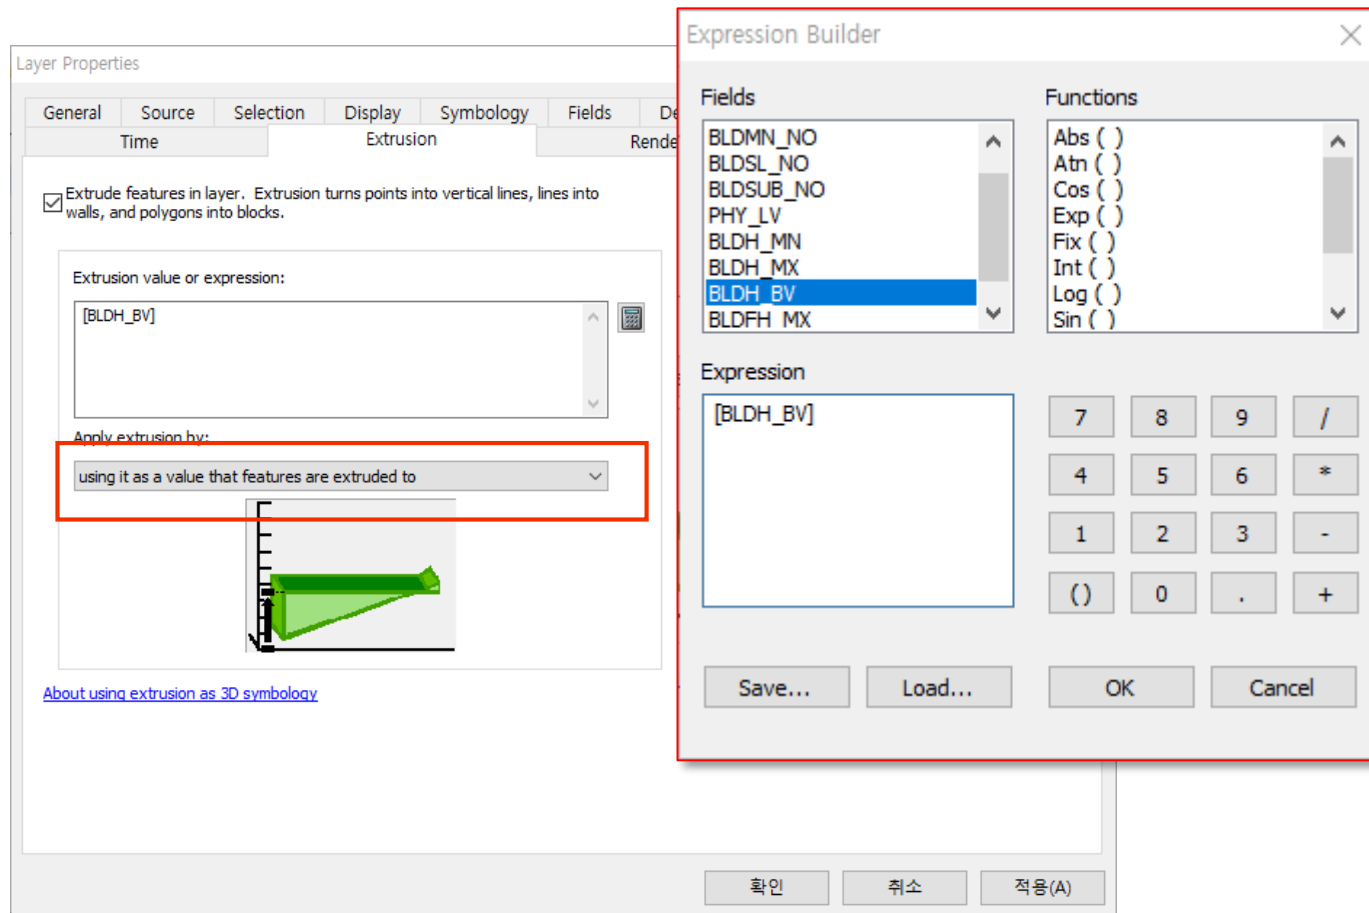 Layer Properties
General Source Selection Display Symbology Fields De
Time Extrusion Rende
Extrude features in layer. Extrusion turns points into vertical lines, lines into
walls, and polygons into blocks.
Extrusion value or expression:
[BLDH_BV]
Apply extrusion by:
using it as a value that features are extruded to
About using extrusion as 3D symbology
확인 취소 적용(A)
Expression Builder
Fields
BLDMN_NO
BLDSL_NO
BLDSUB_NO
PHY_LV
BLDH_MN
BLDH_MX
BLDH_BV
BLDFH_MX
Functions
Abs ( )
Atn ( )
Cos ( )
Exp ( )
Fix ( )
Int ( )
Log ( )
Sin ( )
Expression
[BLDH_BV]
7 8 9 /
4 5 6 *
1 2 3 -
() 0 . +
Save... Load... OK Cancel